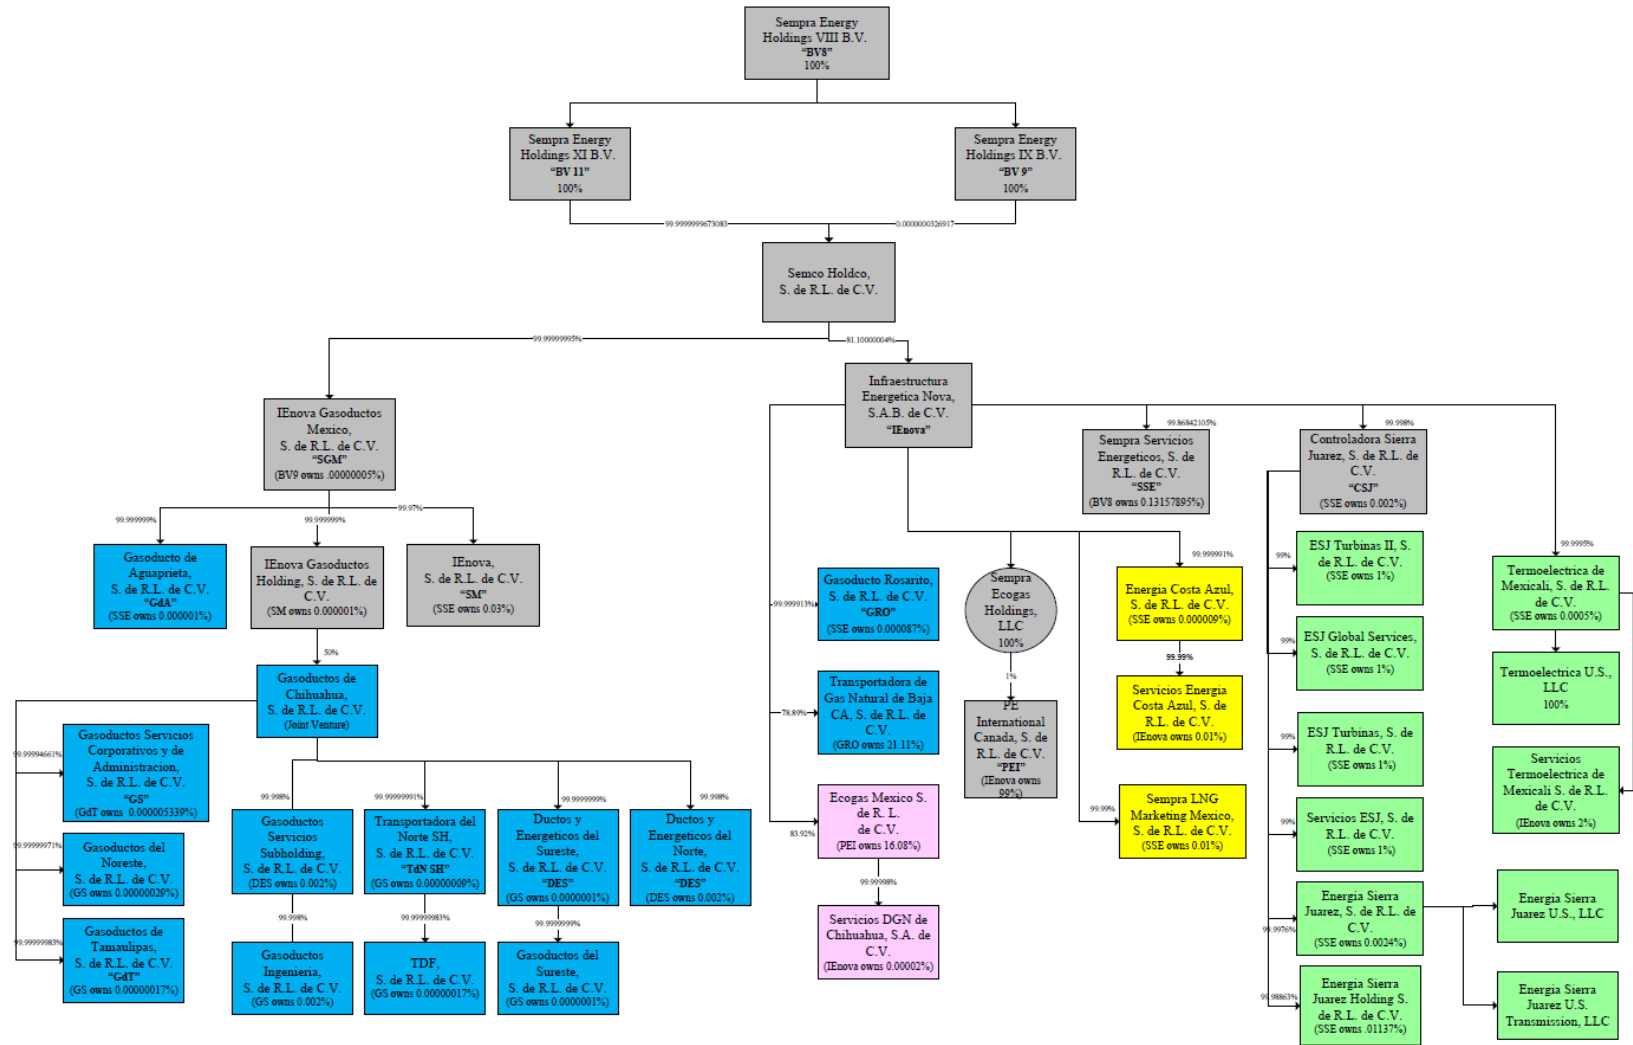 Sempra Energy
Holdings VIII B.V.
“BV8”
100%
Sempra Energy
Holdings XI B.V.
“BV 11”
100%
Sempra Energy
Holdings IX B.V.
“BV 9”
100%
99.9999999673083
0.0000000326917
Semco Holdco,
S. de R.L. de C.V.
99.99999995%
81.10000004%
IEnova Gasoductos
Mexico,
S. de R.L. de C.V.
“SGM”
(BV9 owns .00000005%)
Infraestructura
Energetica Nova,
S.A.B. de C.V.
“IEnova”
99.86842105%
Sempra Servicios
Energeticos, S. de
R.L. de C.V.
“SSE”
(BV8 owns 0.13157895%)
99.998%
Controladora Sierra
Juarez, S. de R.L. de
C.V.
“CSJ”
(SSE owns 0.002%)
99.999999%
99.999999%
99.97%
Gasoducto de
Aguaprieta,
S. de R.L. de C.V.
“GdA”
(SSE owns 0.000001%)
IEnova Gasoductos
Holding, S. de R.L. de
C.V.
(SM owns 0.000001%)
IEnova,
S. de R.L. de C.V.
“SM”
(SSE owns 0.03%)
50%
Gasoductos de
Chihuahua,
S. de R.L. de C.V.
(Joint Venture)
99.99994661%
Gasoductos Servicios
Corporativos y de
Administracion,
S. de R.L. de C.V.
“GS”
(GdT owns 0.000005339%)
99.99999971%
Gasoductos del
Noreste,
S. de R.L. de C.V.
(GS owns 0.00000029%)
99.99999983%
Gasoductos de
Tamaulipas,
S. de R.L. de C.V.
“GdT”
(GS owns 0.00000017%)
99.998%
Gasoductos
Servicios
Subholding,
S. de R.L. de C.V.
(DES owns 0.002%)
99.998%
Gasoductos
Ingenieria,
S. de R.L. de C.V.
(GS owns 0.002%)
99.99999991%
Transportadora del
Norte SH,
S. de R.L. de C.V.
“TdN SH”
(GS owns 0.00000009%)
99.99999983%
TDF,
S. de R.L. de C.V.
(GS owns 0.00000017%)
99.9999999%
Ductos y
Energeticos del
Sureste,
S. de R.L. de C.V.
“DES”
(GS owns 0.0000001%)
99.9999999%
Gasoductos del
Sureste,
S. de R.L. de C.V.
(GS owns 0.0000001%)
99.998%
Ductos y
Energeticos del
Norte,
S. de R.L. de C.V.
“DES”
(DES owns 0.002%)
99.999913%
Gasoducto Rosarito,
S. de R.L. de C.V.
“GRO”
(SSE owns 0.000087%)
78.89%
Transportadora de
Gas Natural de Baja
CA, S. de R.L. de
C.V.
(GRO owns 21.11%)
83.92%
Ecogas Mexico S.
de R. L.
de C.V.
(PEI owns 16.08%)
99.99998%
Servicios DGN de
Chihuahua, S.A. de
C.V.
(IEnova owns 0.00002%)
Sempra
Ecogas
Holdings,
LLC
100%
1%
PE
International
Canada, S. de
R.L. de C.V.
“PEI”
(IEnova owns
99%)
99.999991%
Energia Costa Azul,
S. de R.L. de C.V.
(SSE owns 0.000009%)
99.99%
Servicios Energia
Costa Azul, S. de
R.L. de C.V.
(IEnova owns 0.01%)
99.99%
Sempra LNG
Marketing Mexico,
S. de R.L. de C.V.
(SSE owns 0.01%)
99%
ESJ Turbinas II, S.
de R.L. de C.V.
(SSE owns 1%)
99%
ESJ Global Services,
S. de R.L. de C.V.
(SSE owns 1%)
99%
ESJ Turbinas, S. de
R.L. de C.V.
(SSE owns 1%)
99%
Servicios ESJ, S. de
R.L. de C.V.
(SSE owns 1%)
99.9976%
Energia Sierra
Juarez, S. de R.L. de
C.V.
(SSE owns 0.0024%)
99.98863%
Energia Sierra
Juarez Holding S.
de R.L. de C.V.
(SSE owns .01137%)
99.9995%
Termoelectrica de
Mexicali, S. de R.L.
de C.V.
(SSE owns 0.0005%)
Termoelectrica U.S.,
LLC
100%
Servicios
Termoelectrica de
Mexicali S. de R.L.
de C.V.
(IEnova owns 2%)
Energia Sierra
Juarez U.S., LLC
Energia Sierra
Juarez U.S.
Transmission, LLC